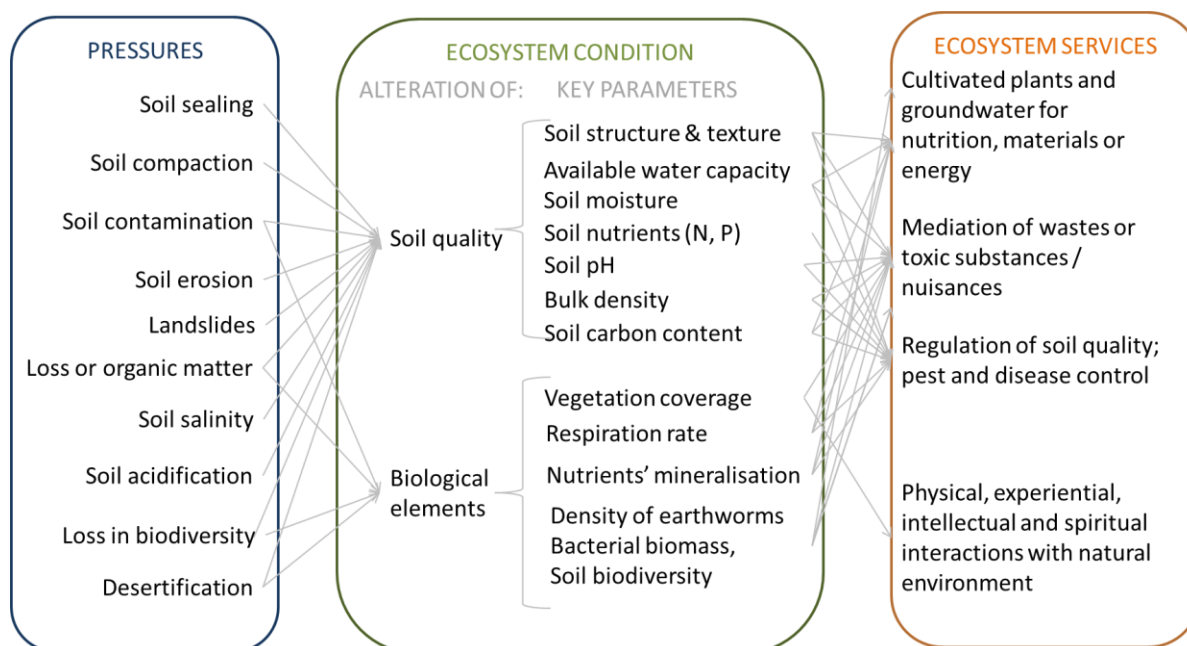 PRESSURES
Soil sealing
Soil compaction
Soil contamination
Soil erosion
Landslides
Loss or organic matter
Soil salinity
Soil acidification
Loss in biodiversity
Desertification
ECOSYSTEM CONDITION
ALTERATION OF:
KEY PARAMETERS
Soil quality
Soil structure & texture
Available water capacity
Soil moisture
Soil nutrients (N, P)
Soil pH
Bulk density
Soil carbon content
Biological
elements
Vegetation coverage
Respiration rate
Nutrients’ mineralisation
Density of earthworms
Bacterial biomass,
Soil biodiversity
ECOSYSTEM SERVICES
Cultivated plants and
groundwater for
nutrition, materials or
energy
Mediation of wastes or
toxic substances /
nuisances
Regulation of soil quality;
pest and disease control
Physical, experiential,
intellectual and spiritual
interactions with natural
environment